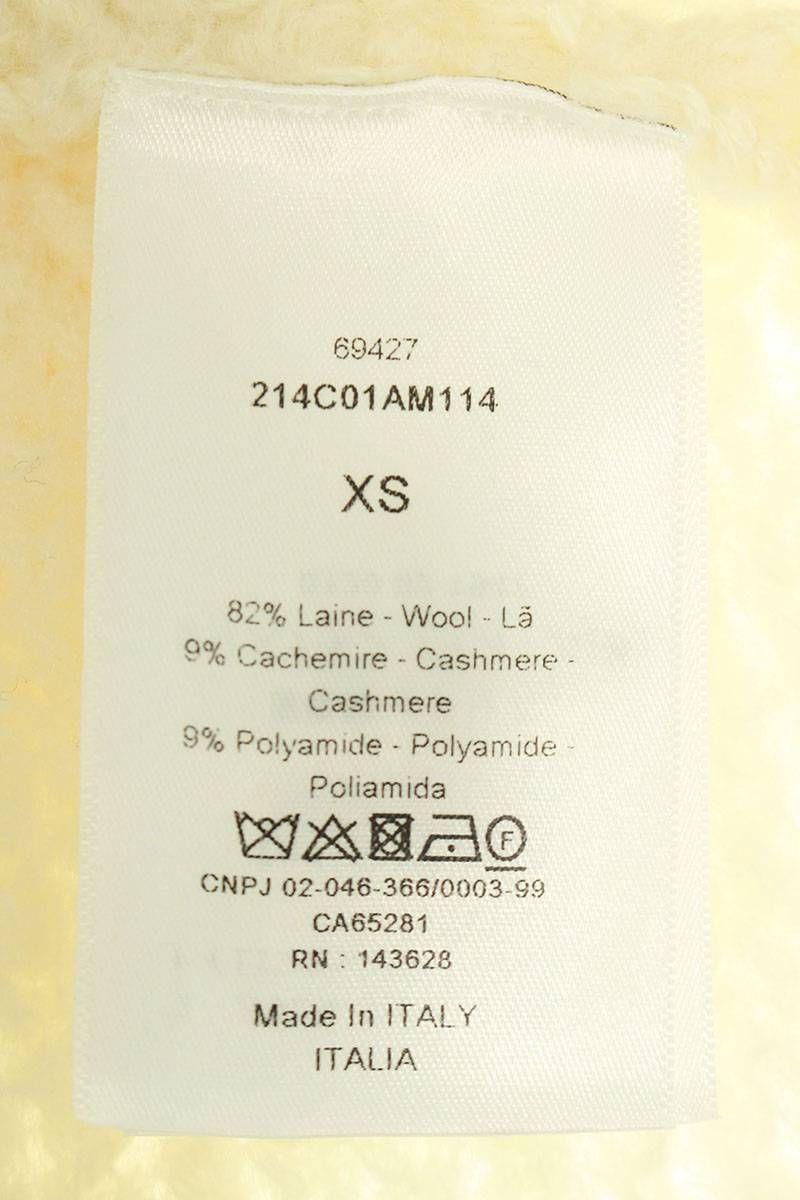 69427
214C01AM114
XS
82% Laine - Wool - Lã
9% Cachemire - Cashmere -
Cashmere
9% Polyamide - Polyamide -
Poliamida
F
CNPJ 02-046-366/0003-99
CA65281
RN : 143628
Made In ITALY
ITALIA